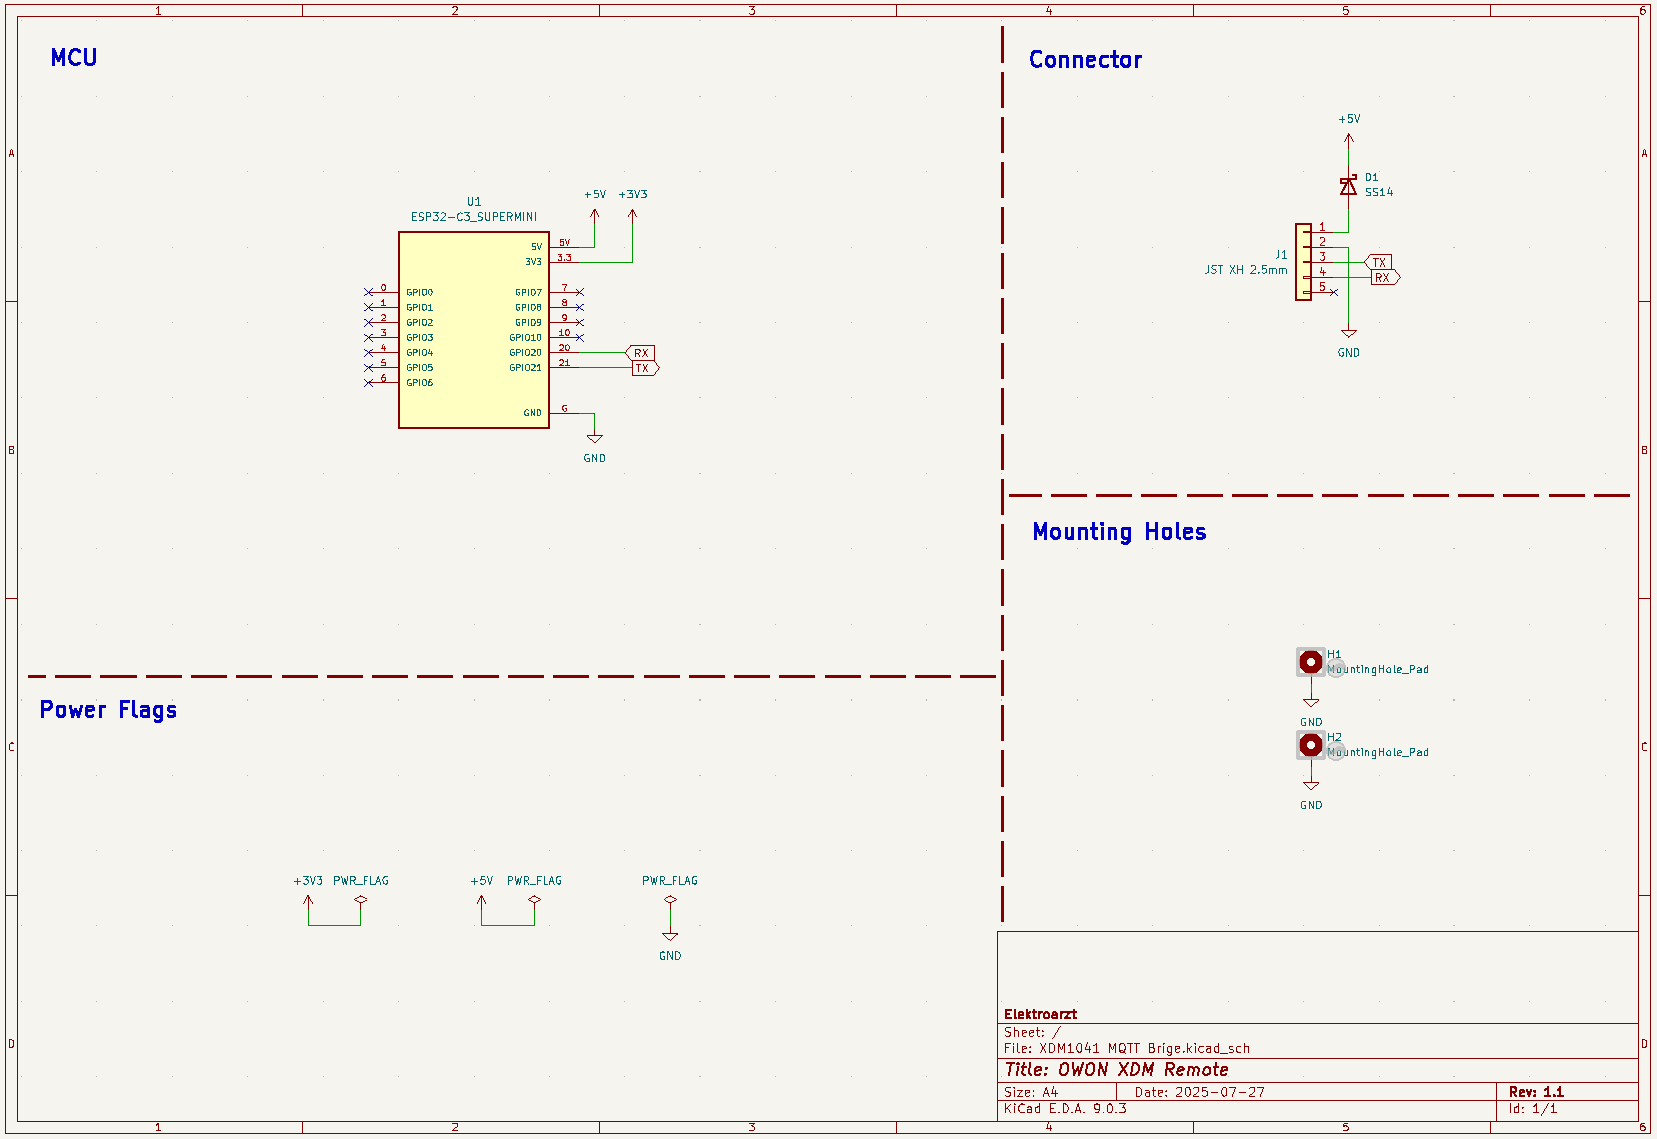 1 2 3 4 5 6
MCU
Connector
+5V
D1
SS14
A A
+5V +3V3
U1
ESP32-C3_SUPERMINI
5V 5V
3V3 3.3
0 GPIO0 GPIO7 7
1 GPIO1 GPIO8 8
2 GPIO2 GPIO9 9
3 GPIO3 GPIO10 10
4 GPIO4 GPIO20 20 RX
5 GPIO5 GPIO21 21 TX
6 GPIO6
GND G
GND
J1
JST XH 2.5mm
1
2
3 TX
4 RX
5
GND
B B
Mounting Holes
H1
MountingHole_Pad
GND
H2
MountingHole_Pad
GND
Power Flags
C C
+3V3 PWR_FLAG +5V PWR_FLAG PWR_FLAG
GND
Elektroarzt
Sheet: /
File: XDM1041 MQTT Brige.kicad_sch
Title: OWON XDM Remote
Size: A4 Date: 2025-07-27 Rev: 1.1
KiCad E.D.A. 9.0.3 Id: 1/1
D D
1 2 3 4 5 6